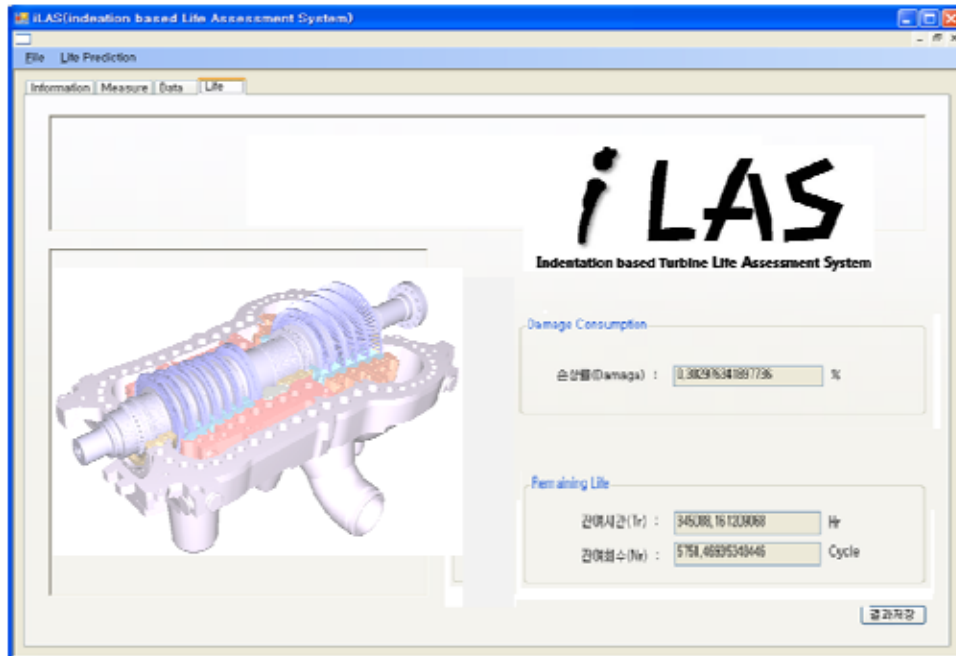 iLAS(indeation based Life Assessment System)
File Life Prediction
Information Measure Data Life
iLAS
Indentation based Turbine Life Assessment System
Damage Consumption
손상률(Damaga) : %
Remaining Life
잔여시간(Tr) : Hr
잔여회수(Nr) : Cycle
결과저장